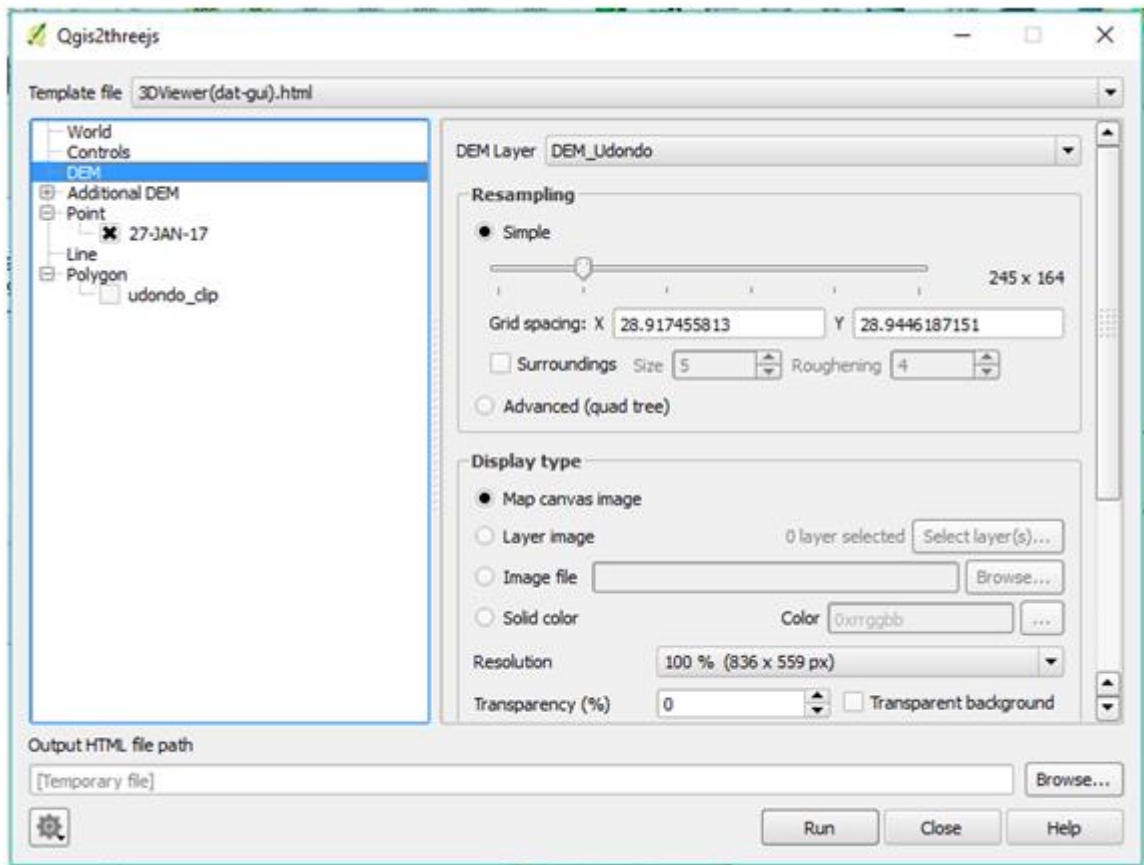 Qgis2threejs
Template file 3DViewer(dat-gui).html
World
Controls
DEM
Additional DEM
Point
27-JAN-17
Line
Polygon
udondo_clip
DEM Layer DEM_Udondo
Resampling
Simple
245 x 164
Grid spacing: X 28.917455813 Y 28.9446187151
Surroundings Size 5 Roughening 4
Advanced (quad tree)
Display type
Map canvas image
Layer image 0 layer selected Select layer(s)...
Image file Browse...
Solid color Color 0xrrggbb ...
Resolution 100 % (836 x 559 px)
Transparency (%) 0 Transparent background
Output HTML file path
[Temporary file] Browse...
Run Close Help